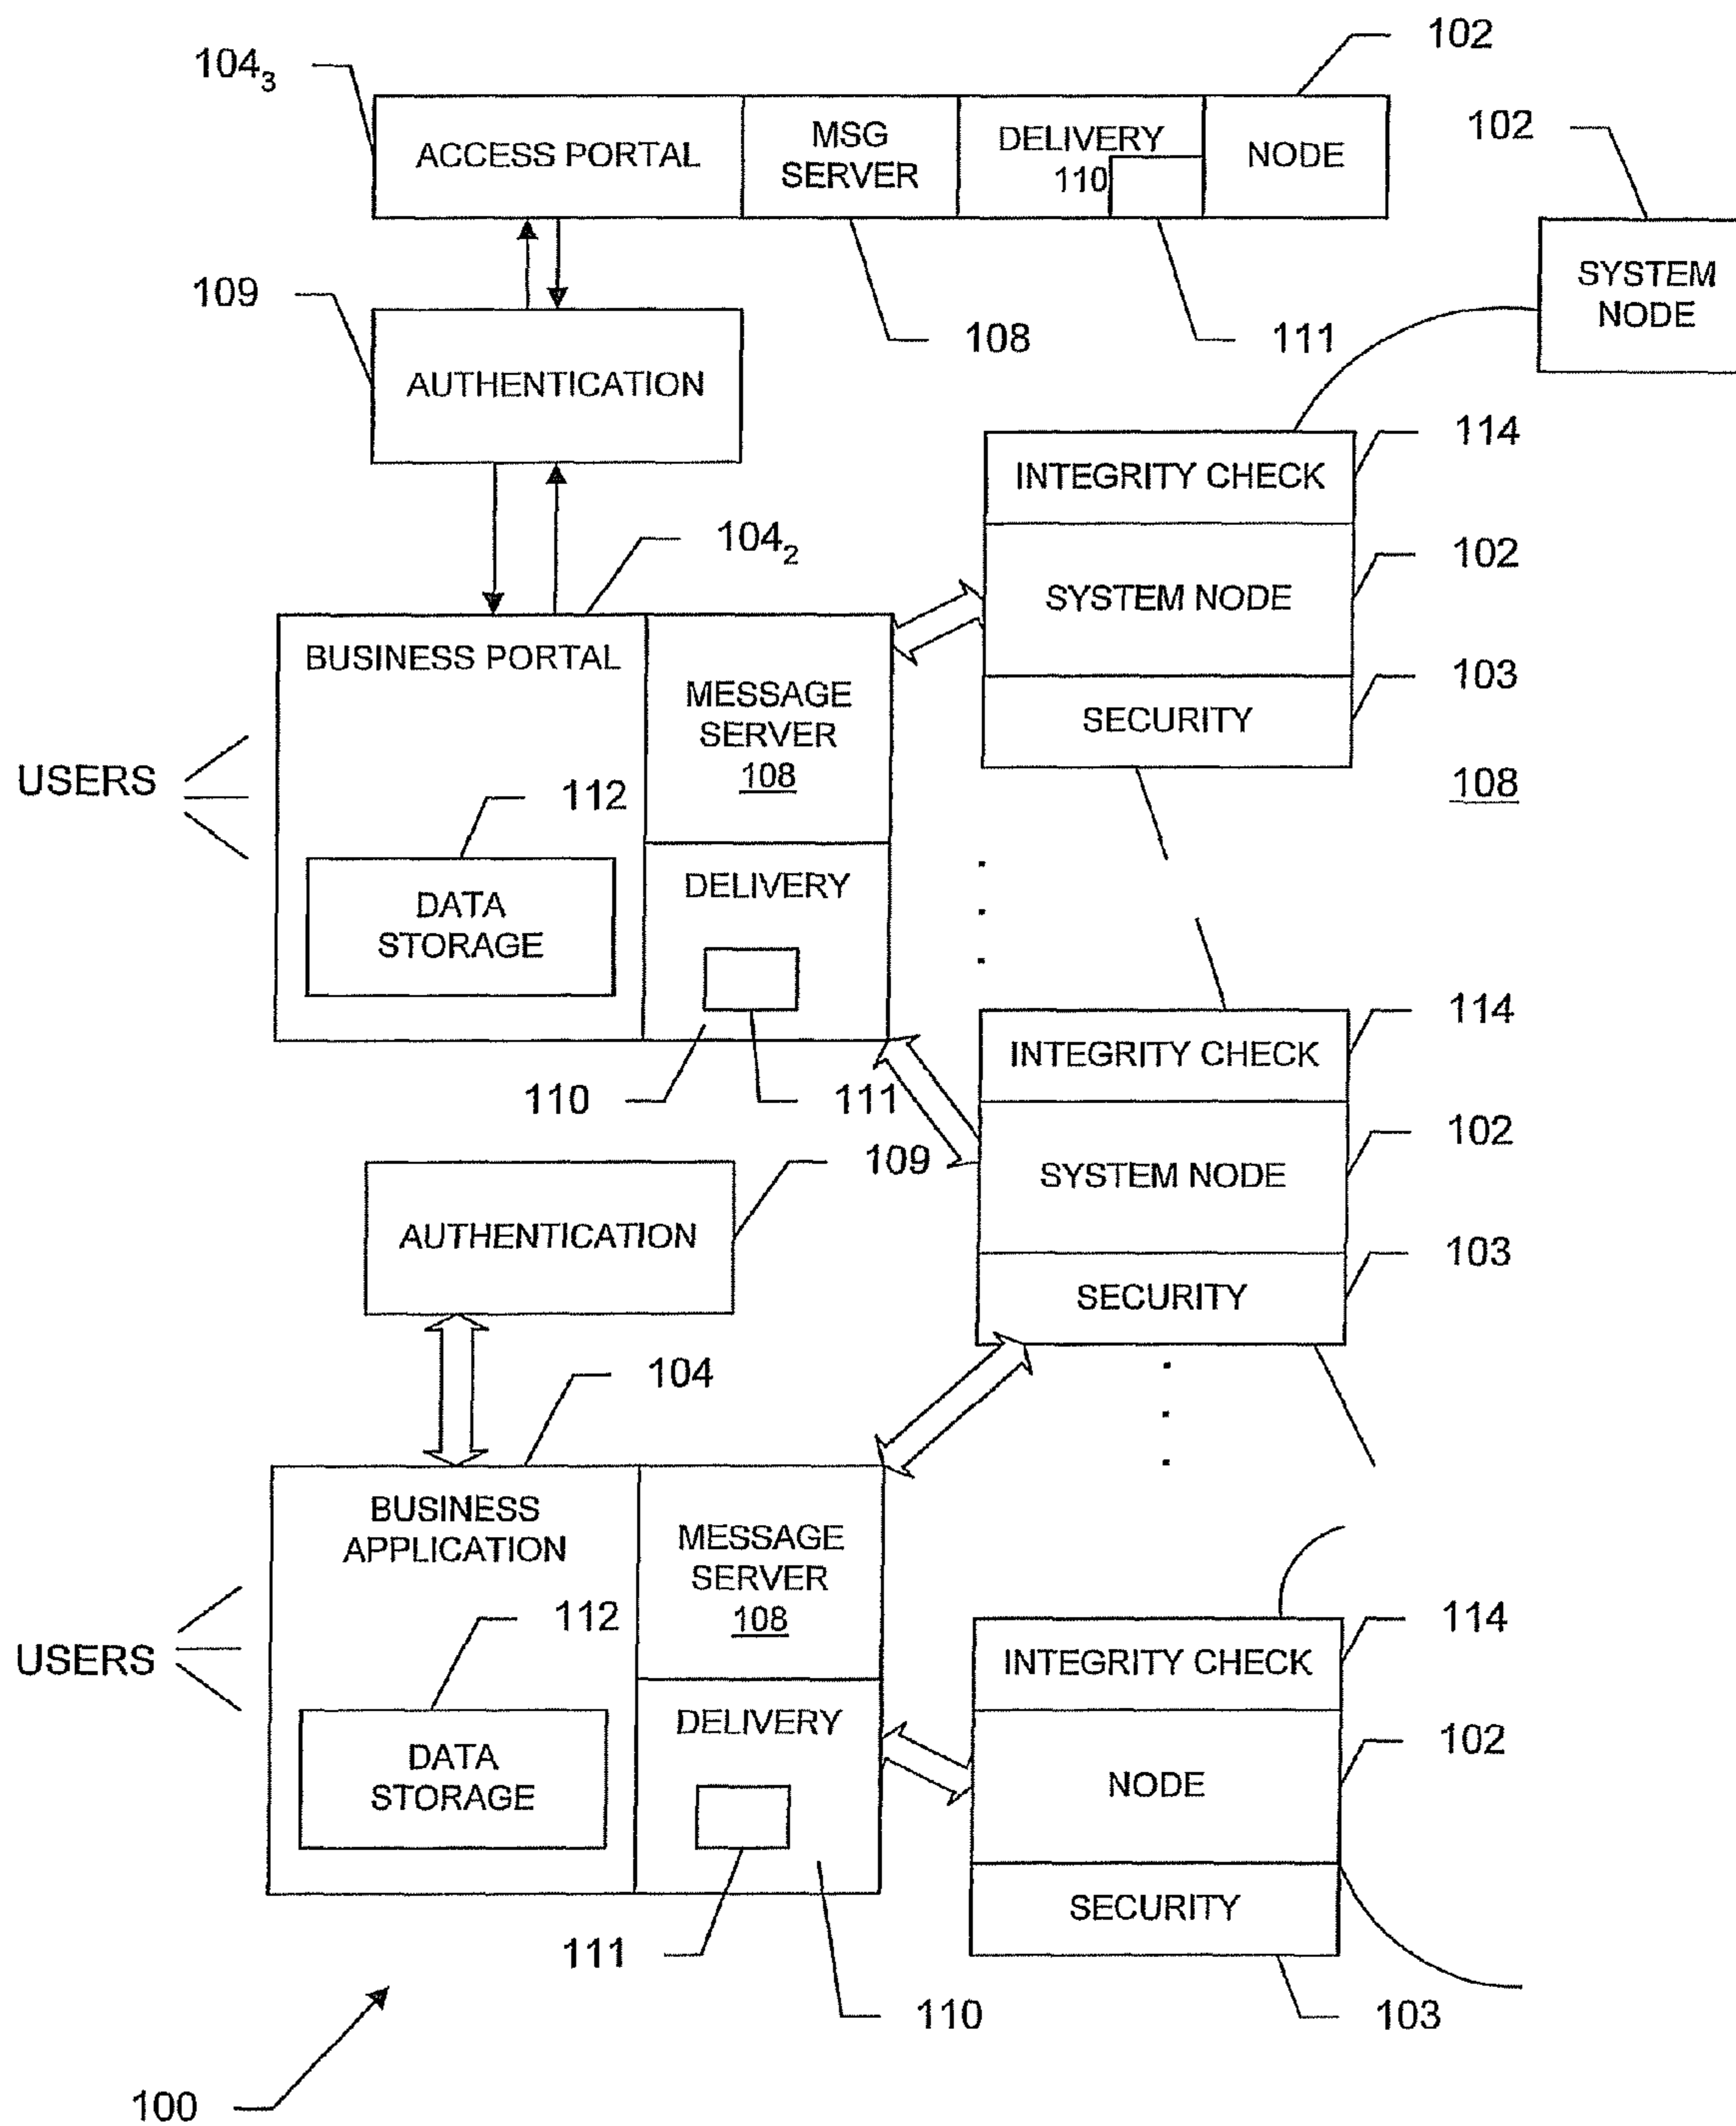 102
104₃
102
ACCESS PORTAL
MSG
SERVER
DELIVERY
110
NODE
SYSTEM
NODE
109
108
111
AUTHENTICATION
114
INTEGRITY CHECK
104₂
102
SYSTEM NODE
BUSINESS PORTAL
103
MESSAGE
SERVER
108
SECURITY
USERS
112
108
DATA
STORAGE
DELIVERY
114
INTEGRITY CHECK
110
111
102
109
SYSTEM NODE
AUTHENTICATION
103
SECURITY
104
BUSINESS
APPLICATION
MESSAGE
SERVER
108
112
114
USERS
INTEGRITY CHECK
DATA
STORAGE
DELIVERY
102
NODE
SECURITY
111
110
103
100